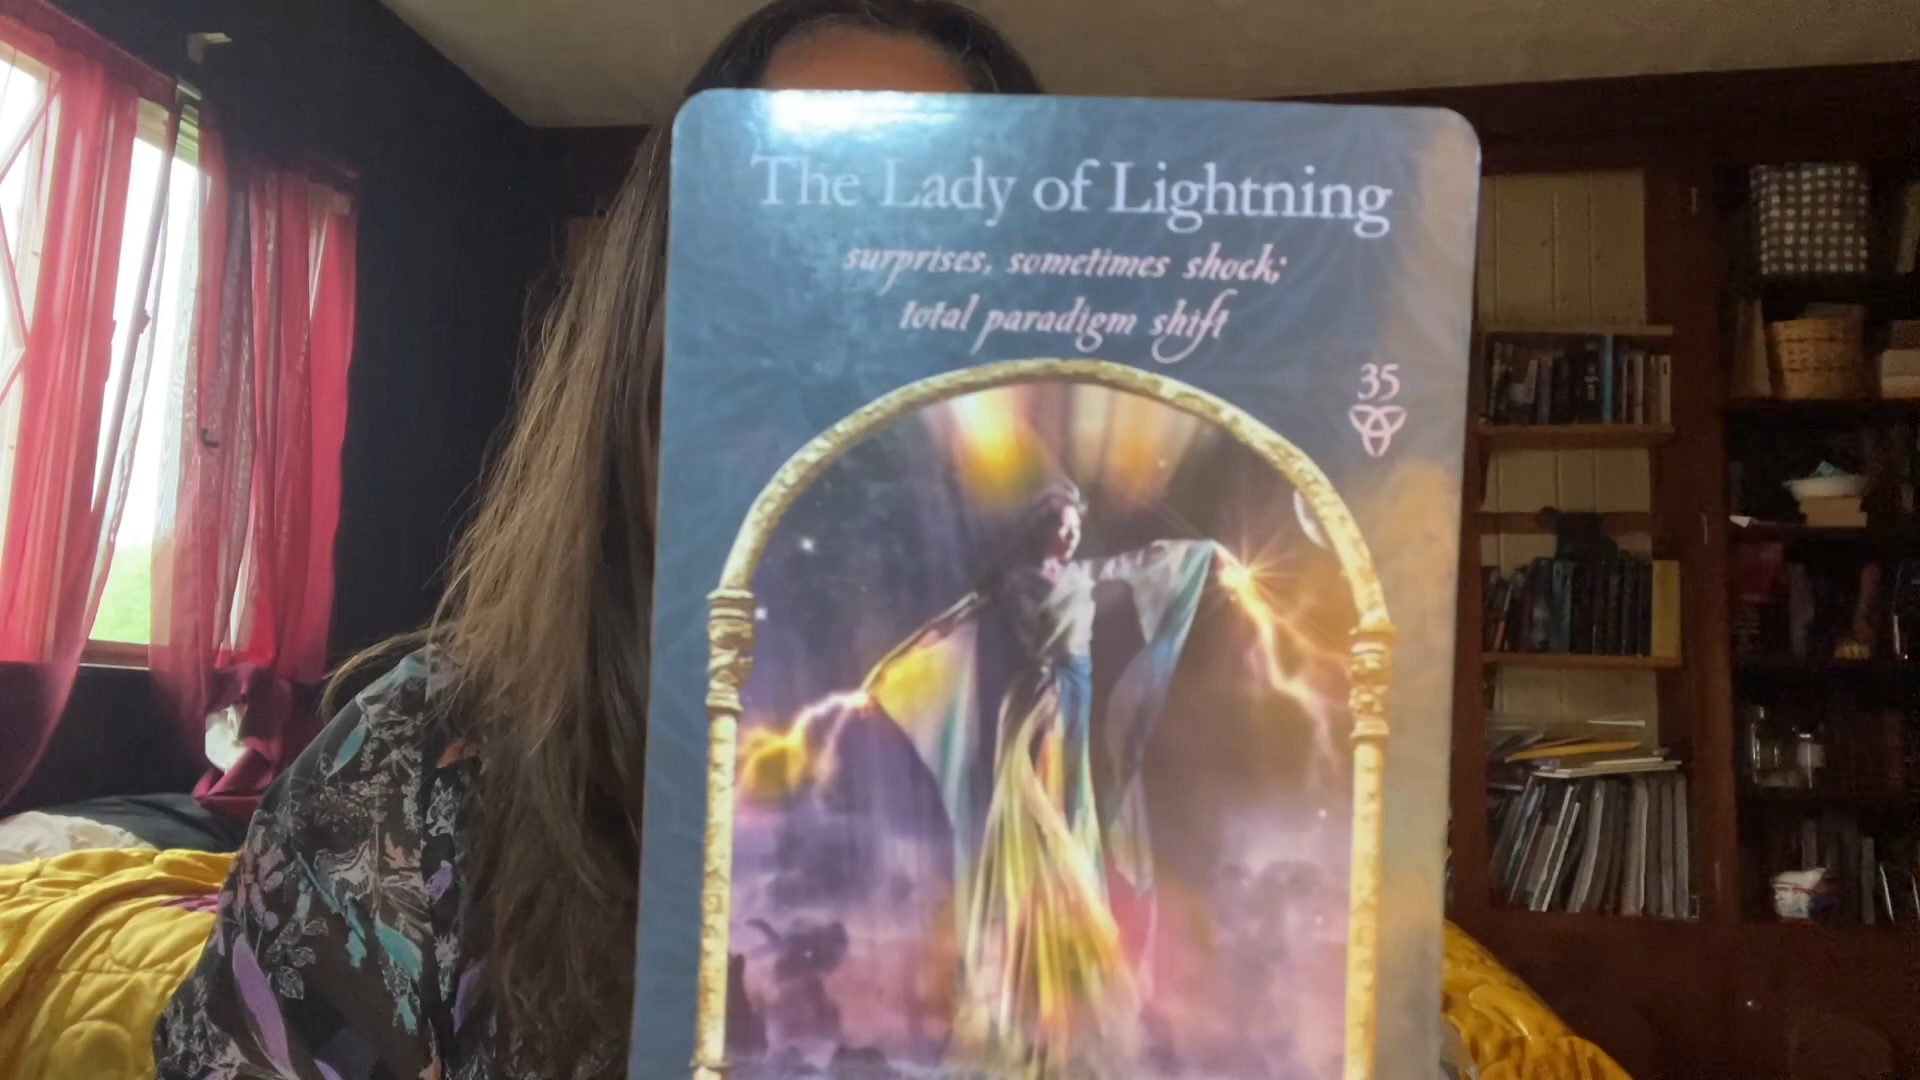 The Lady of Lightning
surprises, sometimes shock;
total paradigm shift
35